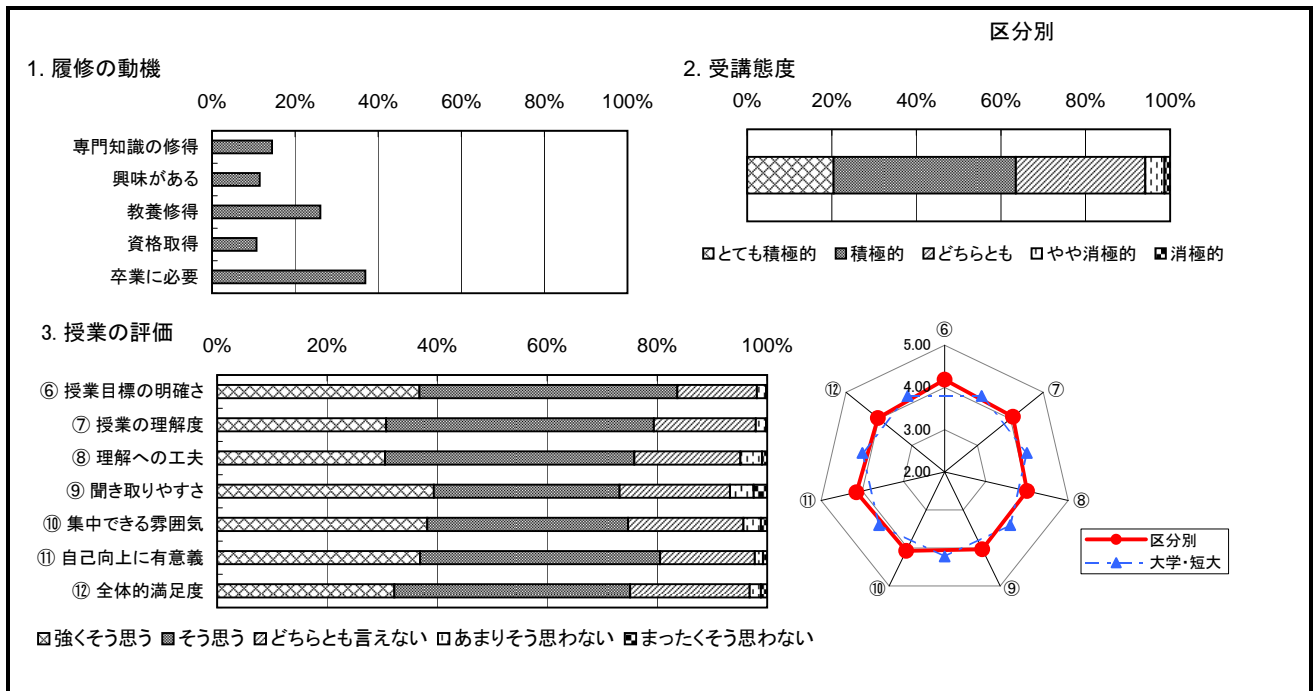 区分別
1. 履修の動機
0% 20% 40% 60% 80% 100%
専門知識の修得
興味がある
教養修得
資格取得
卒業に必要
2. 受講態度
0% 20% 40% 60% 80% 100%
とても積極的 積極的 どちらとも やや消極的 消極的
3. 授業の評価
0% 20% 40% 60% 80% 100%
⑥ 授業目標の明確さ
⑦ 授業の理解度
⑧ 理解への工夫
⑨ 聞き取りやすさ
⑩ 集中できる雰囲気
⑪ 自己向上に有意義
⑫ 全体的満足度
強くそう思う そう思う どちらとも言えない あまりそう思わない まったくそう思わない
⑥
5.00
⑫ 4.00 ⑦
3.00
2.00
⑪ ⑧
⑩ ⑨
区分別
大学・短大